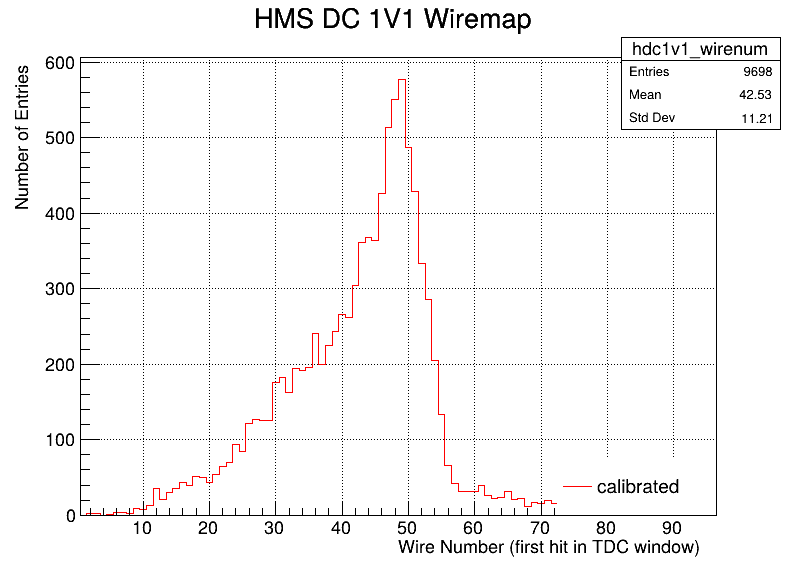 HMS DC 1V1 Wiremap
hdc1v1_wirenum
Entries 9698
Mean 42.53
Std Dev 11.21
Number of Entries
600
500
400
300
200
100
0
10 20 30 40 50 60 70 80 90
calibrated
Wire Number (first hit in TDC window)